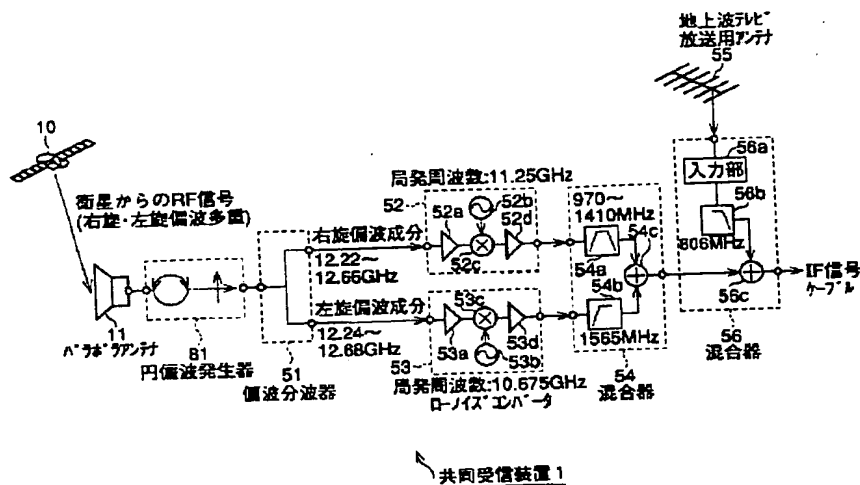 地上波テレビ
放送用アンテナ
55
10
衛星からのRF信号
(右旋・左旋偏波多重)
局発周波数:11.25GHz
52
52a
52b
52c
52d
右旋偏波成分
12.22〜
12.66GHz
左旋偏波成分
12.24〜
12.68GHz
53
53a
53b
53c
53d
局発周波数:10.675GHz
ローノイズコンバータ
970〜
1410MHz
54a
54b
54c
1565MHz
54
混合器
56a
入力部
56b
806MHz
56c
56
混合器
IF信号
ケーブル
11
パラボラアンテナ
81
円偏波発生器
51
偏波分波器
共同受信装置1